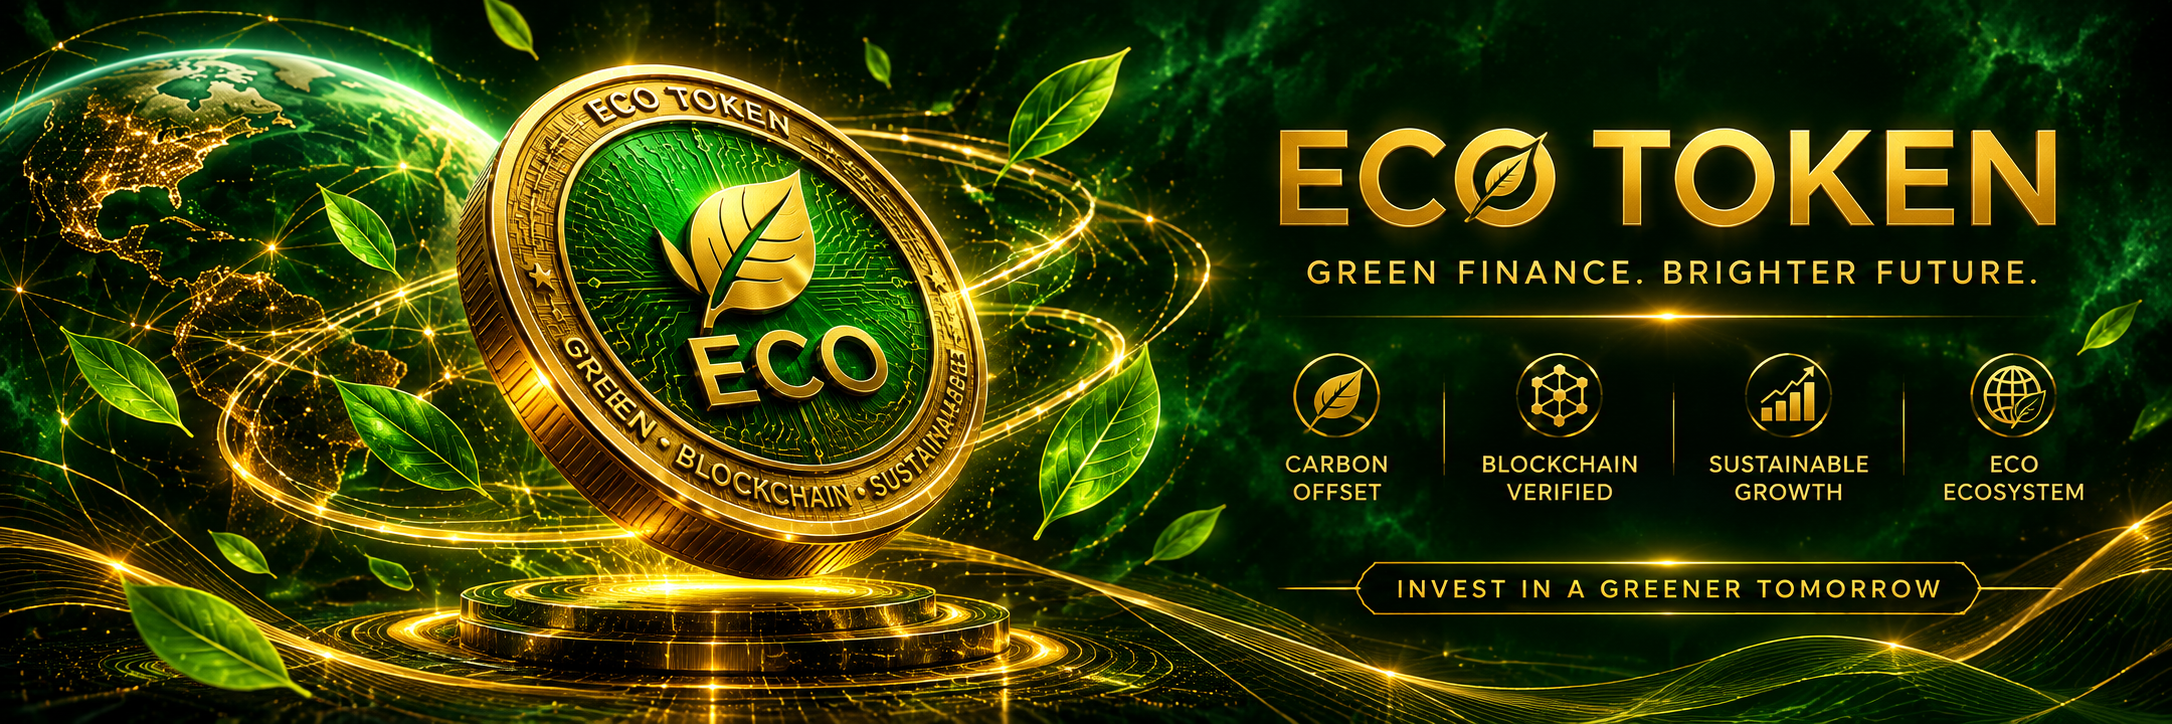 ECO TOKEN
ECO
GREEN • BLOCKCHAIN •
ECO TOKEN
GREEN FINANCE. BRIGHTER FUTURE.
CARBON
OFFSET
BLOCKCHAIN
VERIFIED
SUSTAINABLE
GROWTH
ECO
ECOSYSTEM
INVEST IN A GREENER TOMORROW